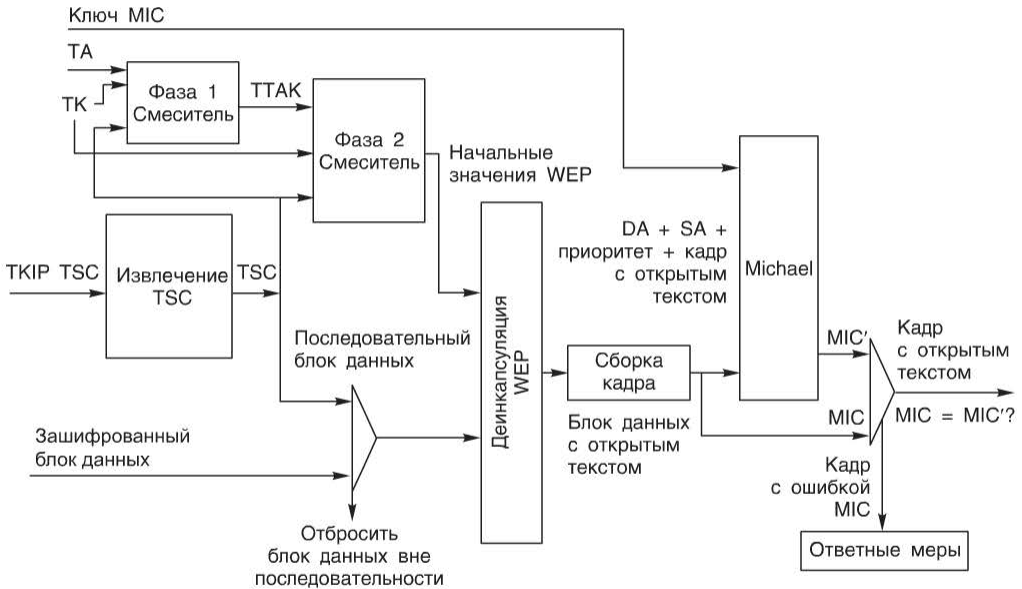 Ключ MIC
TA
TK
Фаза 1
Смеситель
TTAK
Фаза 2
Смеситель
Начальные
значения WEP
TKIP TSC
Извлечение
TSC
TSC
DA + SA +
приоритет + кадр
с открытым
текстом
Michael
Последовательный
блок данных
Деинкапсуляция
WEP
Сборка
кадра
Блок данных
с открытым
текстом
MIC′
Кадр
с открытым
текстом
MIC
MIC = MIC′?
Зашифрованный
блок данных
Кадр
с ошибкой
MIC
Отбросить
блок данных вне
последовательности
Ответные меры